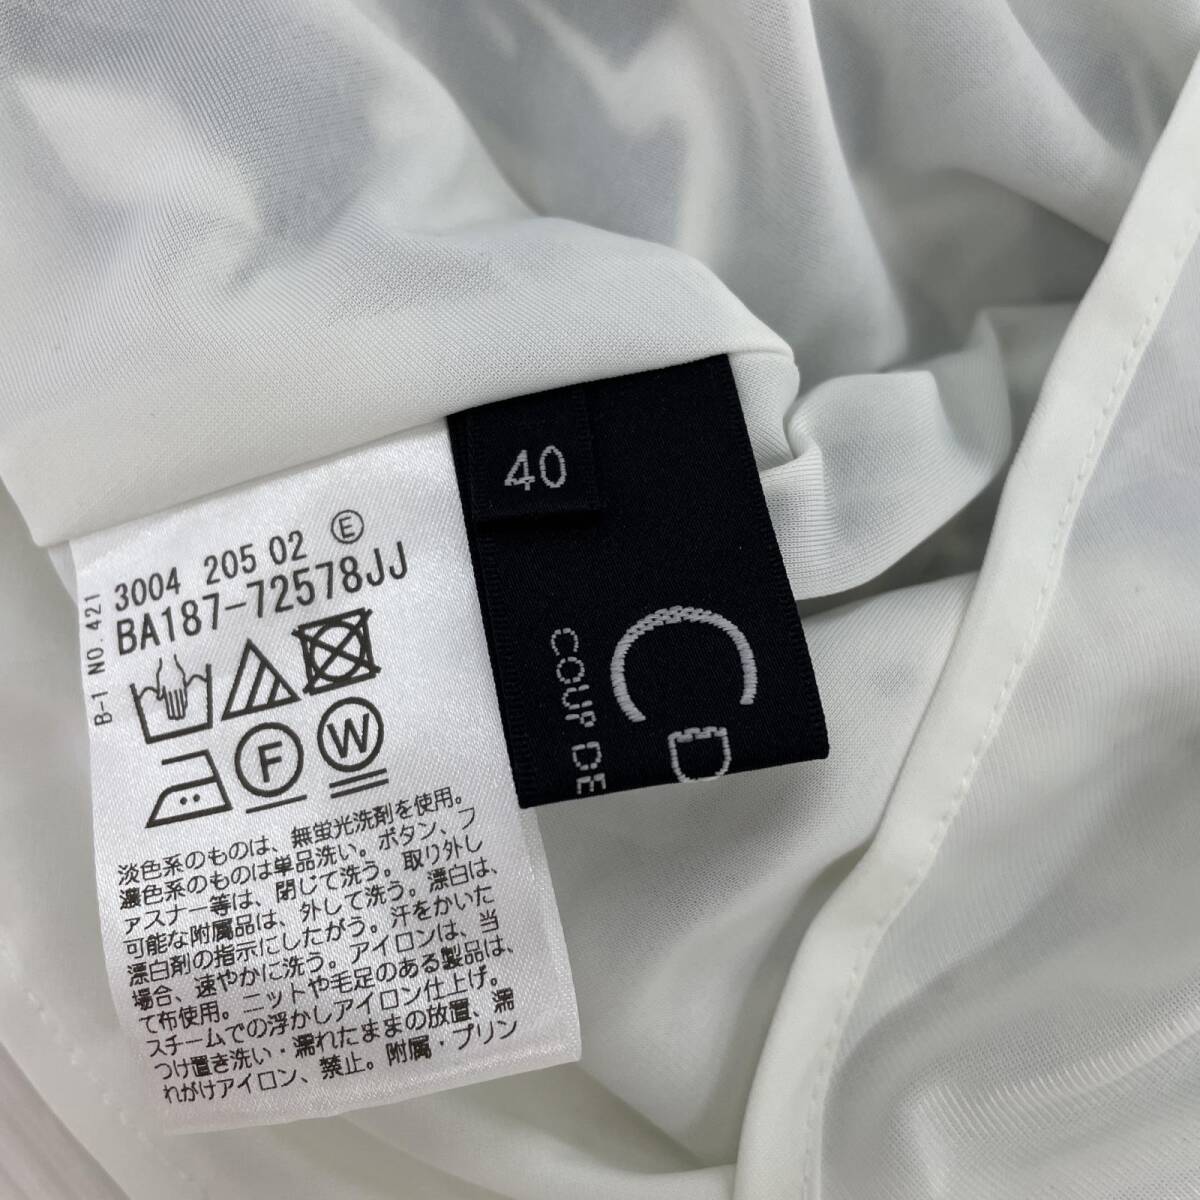 40
C
D
COUP DE
3004 205 02 Ⓔ
BA187-72578JJ
B-1 NO.421
F
W
淡色系のものは、無蛍光洗剤を使用。
濃色系のものは単品洗い。ボタン、フ
ァスナー等は、閉じて洗う。取り外し
可能な附属品は、外して洗う。漂白は、
漂白剤の指示にしたがう。汗をかいた
場合、速やかに洗う。アイロンは、当
て布使用。ニットや毛足のある製品は、
スチームでの浮かしアイロン仕上げ。
つけ置き洗い・濡れたままの放置、濡
れがけアイロン、禁止。附属・プリン